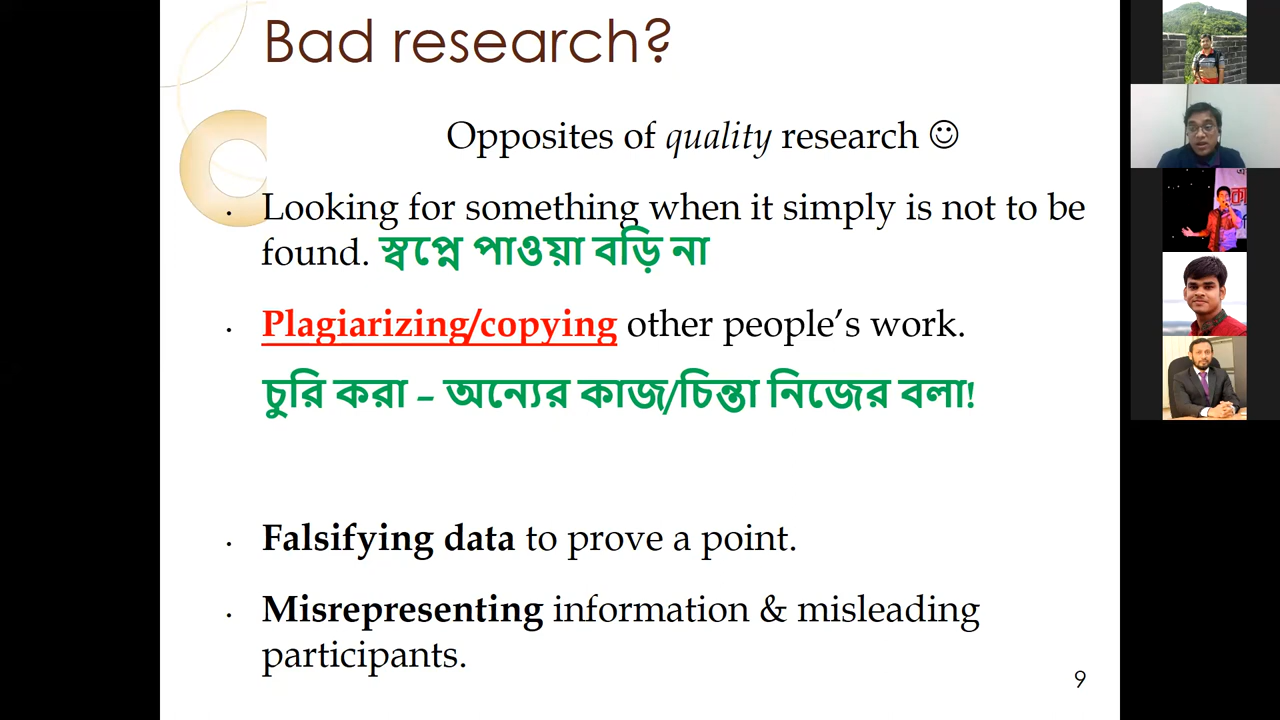 Bad research?
Opposites of quality research ☺
• Looking for something when it simply is not to be
found. স্বপ্নে পাওয়া বড়ি না
• Plagiarizing/copying other people’s work.
চুরি করা – অন্যের কাজ/চিন্তা নিজের বলা!
• Falsifying data to prove a point.
• Misrepresenting information & misleading
participants.
9